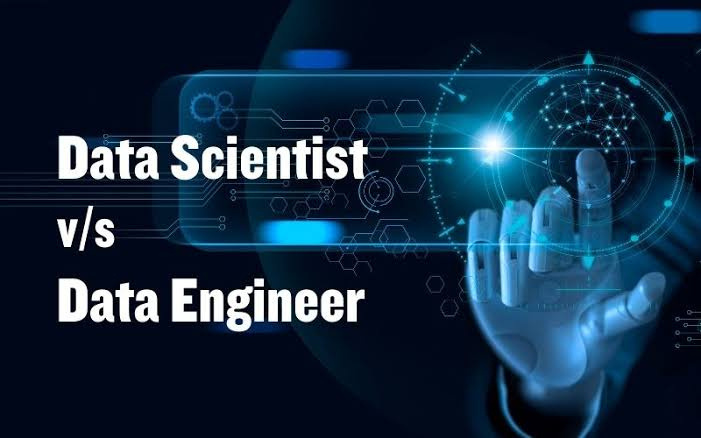 Data Scientist
v/s
Data Engineer